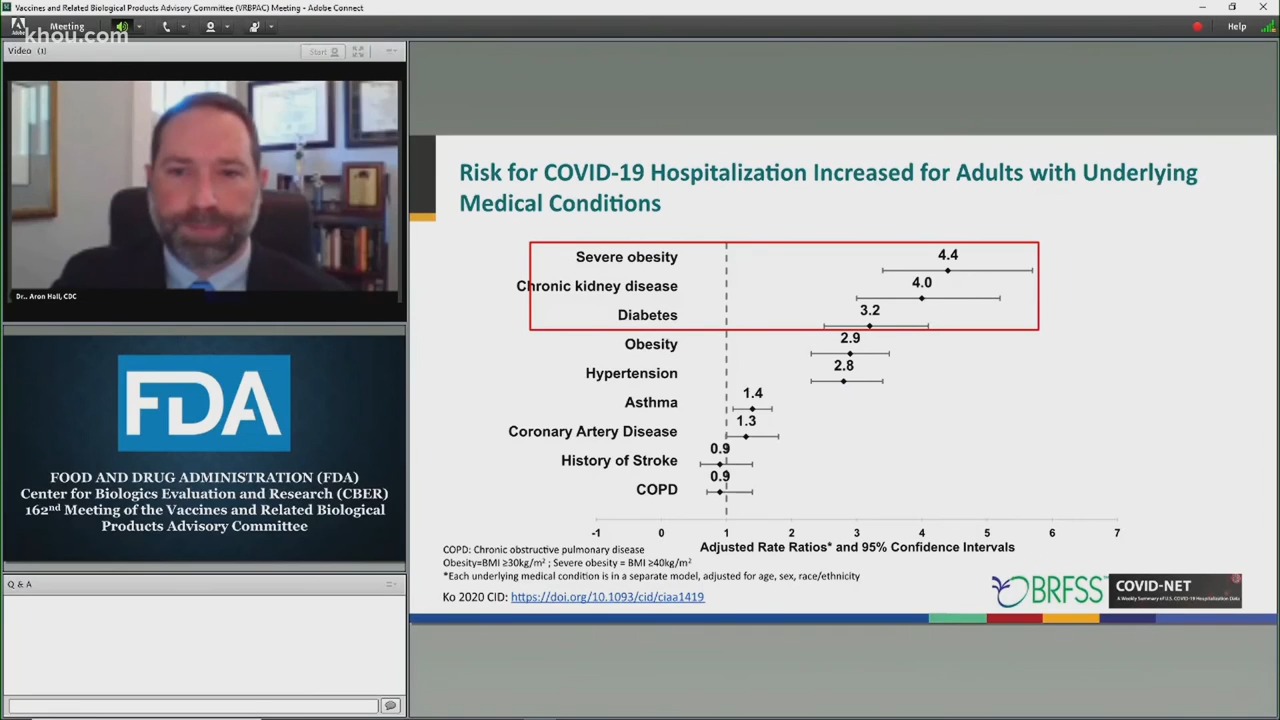 Vaccines and Related Biological Products Advisory Committee (VRBPAC) Meeting - Adobe Connect
Meeting
Help
khou.com
Video (1)
Start
Dr.. Aron Hall, CDC
FDA
FOOD AND DRUG ADMINISTRATION (FDA)
Center for Biologics Evaluation and Research (CBER)
162nd Meeting of the Vaccines and Related Biological
Products Advisory Committee
Q & A
Risk for COVID-19 Hospitalization Increased for Adults with Underlying
Medical Conditions
Severe obesity 4.4
Chronic kidney disease 4.0
Diabetes 3.2
Obesity 2.9
Hypertension 2.8
Asthma 1.4
Coronary Artery Disease 1.3
History of Stroke 0.9
COPD 0.9
-1 0 1 2 3 4 5 6 7
Adjusted Rate Ratios* and 95% Confidence Intervals
COPD: Chronic obstructive pulmonary disease
Obesity=BMI ≥30kg/m² ; Severe obesity = BMI ≥40kg/m²
*Each underlying medical condition is in a separate model, adjusted for age, sex, race/ethnicity
Ko 2020 CID: https://doi.org/10.1093/cid/ciaa1419
BRFSS
COVID-NET
A Weekly Summary of U.S. COVID-19 Hospitalization Data